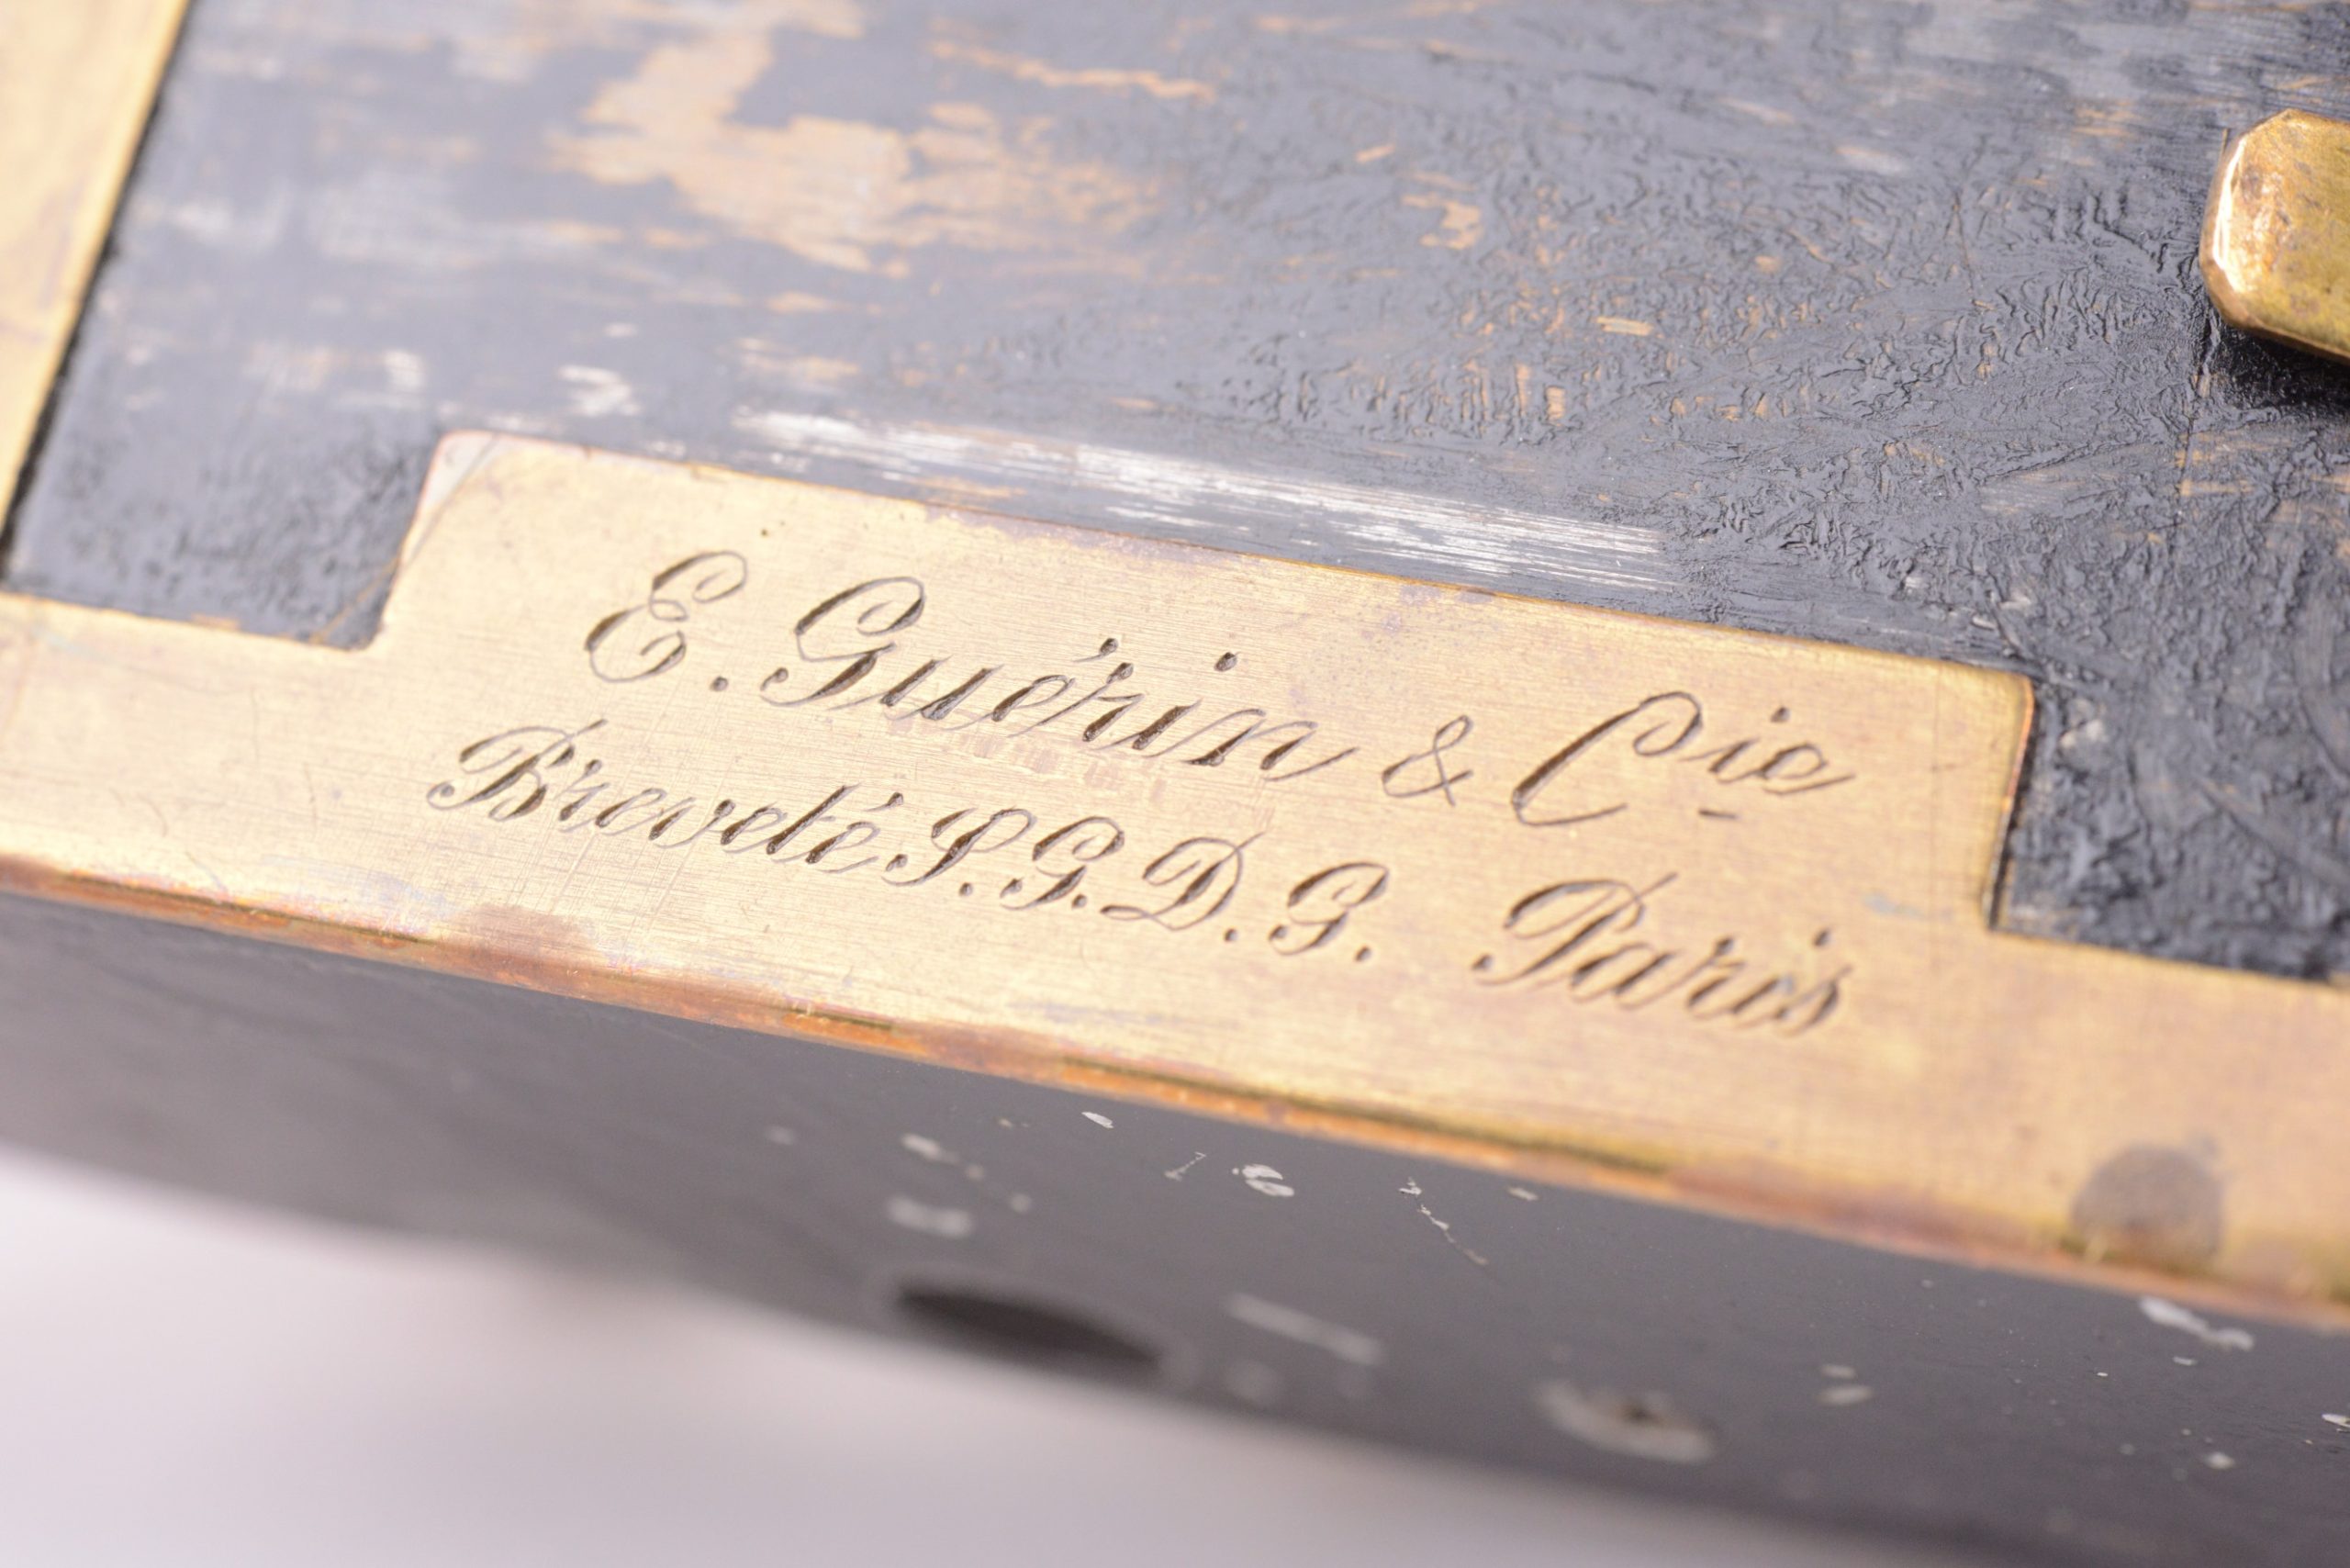 E. Guérin & Cie
Breveté S.G.D.G. Paris